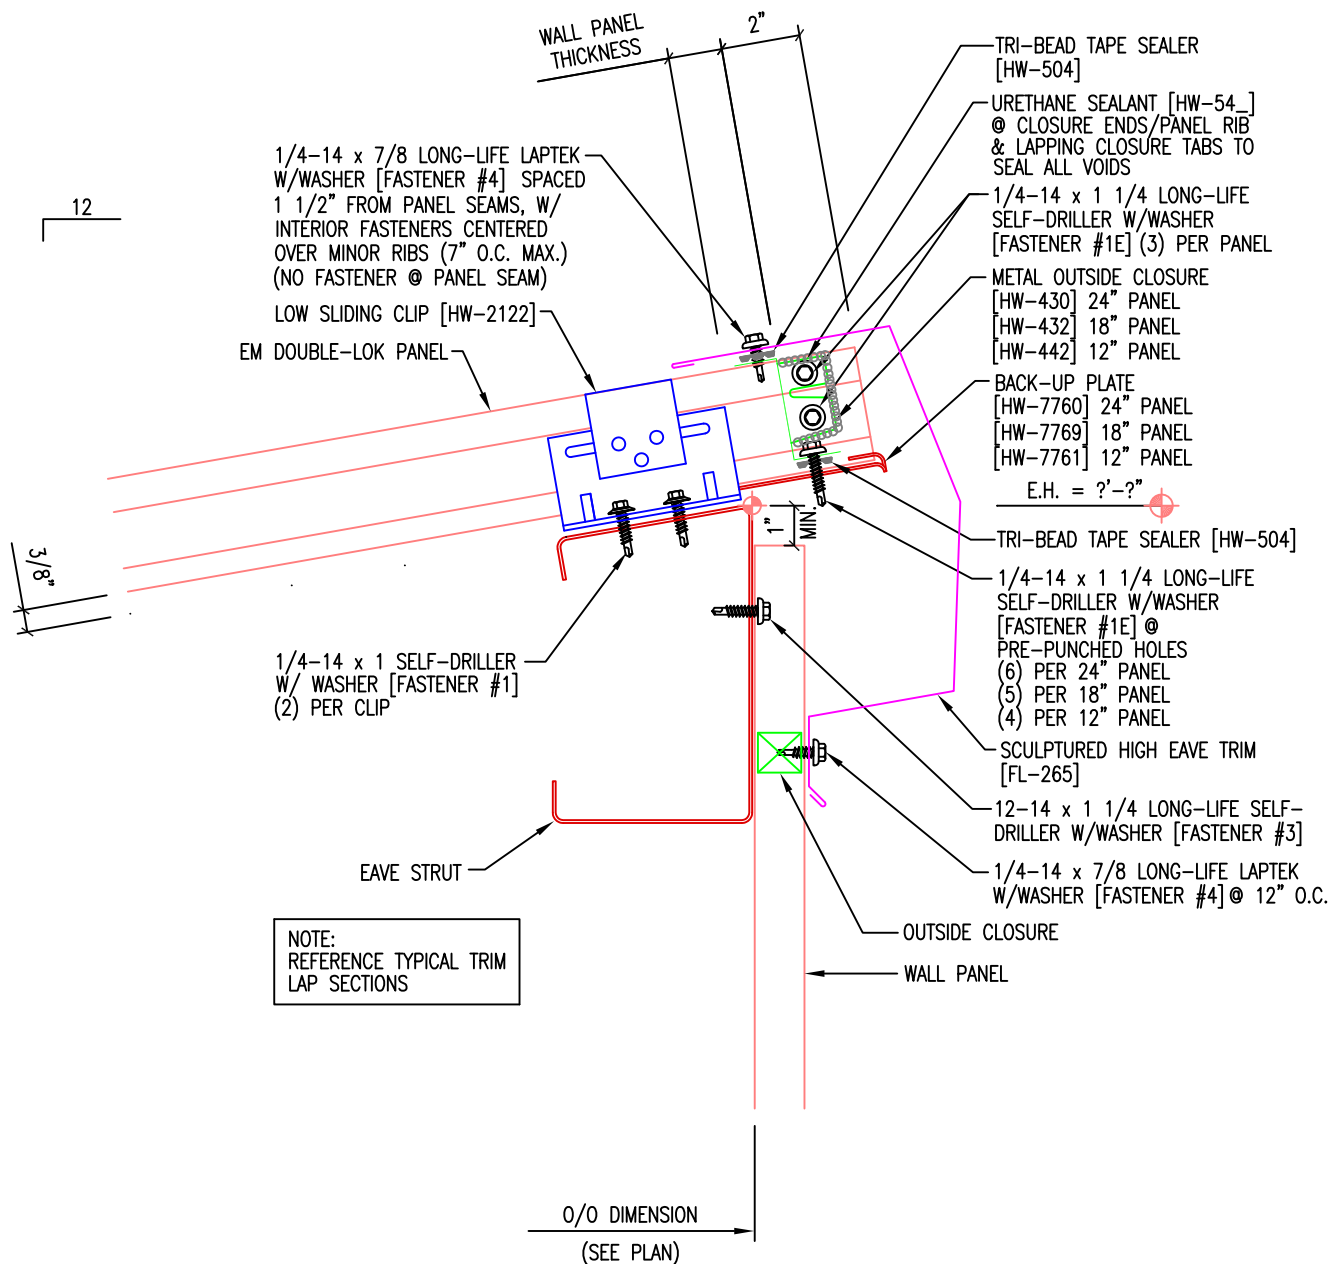 WALL PANEL
THICKNESS
2"
TRI-BEAD TAPE SEALER
[HW-504]
URETHANE SEALANT [HW-54_]
@ CLOSURE ENDS/PANEL RIB
& LAPPING CLOSURE TABS TO
SEAL ALL VOIDS
1/4-14 x 1 1/4 LONG-LIFE
SELF-DRILLER W/WASHER
[FASTENER #1E] (3) PER PANEL
METAL OUTSIDE CLOSURE
[HW-430] 24" PANEL
[HW-432] 18" PANEL
[HW-442] 12" PANEL
BACK-UP PLATE
[HW-7760] 24" PANEL
[HW-7769] 18" PANEL
[HW-7761] 12" PANEL
E.H. = ?'-?"
TRI-BEAD TAPE SEALER [HW-504]
1/4-14 x 1 1/4 LONG-LIFE
SELF-DRILLER W/WASHER
[FASTENER #1E] @
PRE-PUNCHED HOLES
(6) PER 24" PANEL
(5) PER 18" PANEL
(4) PER 12" PANEL
SCULPTURED HIGH EAVE TRIM
[FL-265]
12-14 x 1 1/4 LONG-LIFE SELF-
DRILLER W/WASHER [FASTENER #3]
1/4-14 x 7/8 LONG-LIFE LAPTEK
W/WASHER [FASTENER #4] @ 12" O.C.
OUTSIDE CLOSURE
WALL PANEL
1/4-14 x 7/8 LONG-LIFE LAPTEK
W/WASHER [FASTENER #4] SPACED
1 1/2" FROM PANEL SEAMS, W/
INTERIOR FASTENERS CENTERED
OVER MINOR RIBS (7" O.C. MAX.)
(NO FASTENER @ PANEL SEAM)
LOW SLIDING CLIP [HW-2122]
EM DOUBLE-LOK PANEL
12
3/8"
1"
MIN.
1/4-14 x 1 SELF-DRILLER
W/ WASHER [FASTENER #1]
(2) PER CLIP
EAVE STRUT
NOTE:
REFERENCE TYPICAL TRIM
LAP SECTIONS
O/O DIMENSION
(SEE PLAN)